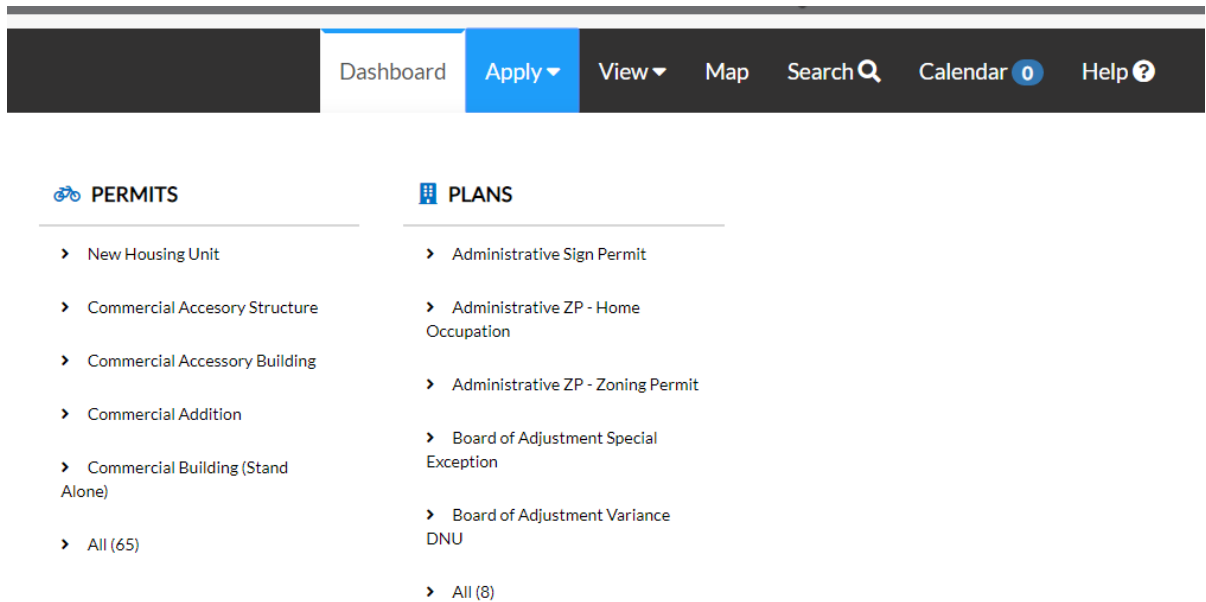 Dashboard Apply View Map Search Calendar 0 Help ?
PERMITS
New Housing Unit
Commercial Accesory Structure
Commercial Accessory Building
Commercial Addition
Commercial Building (Stand
Alone)
All (65)
PLANS
Administrative Sign Permit
Administrative ZP - Home
Occupation
Administrative ZP - Zoning Permit
Board of Adjustment Special
Exception
Board of Adjustment Variance
DNU
All (8)